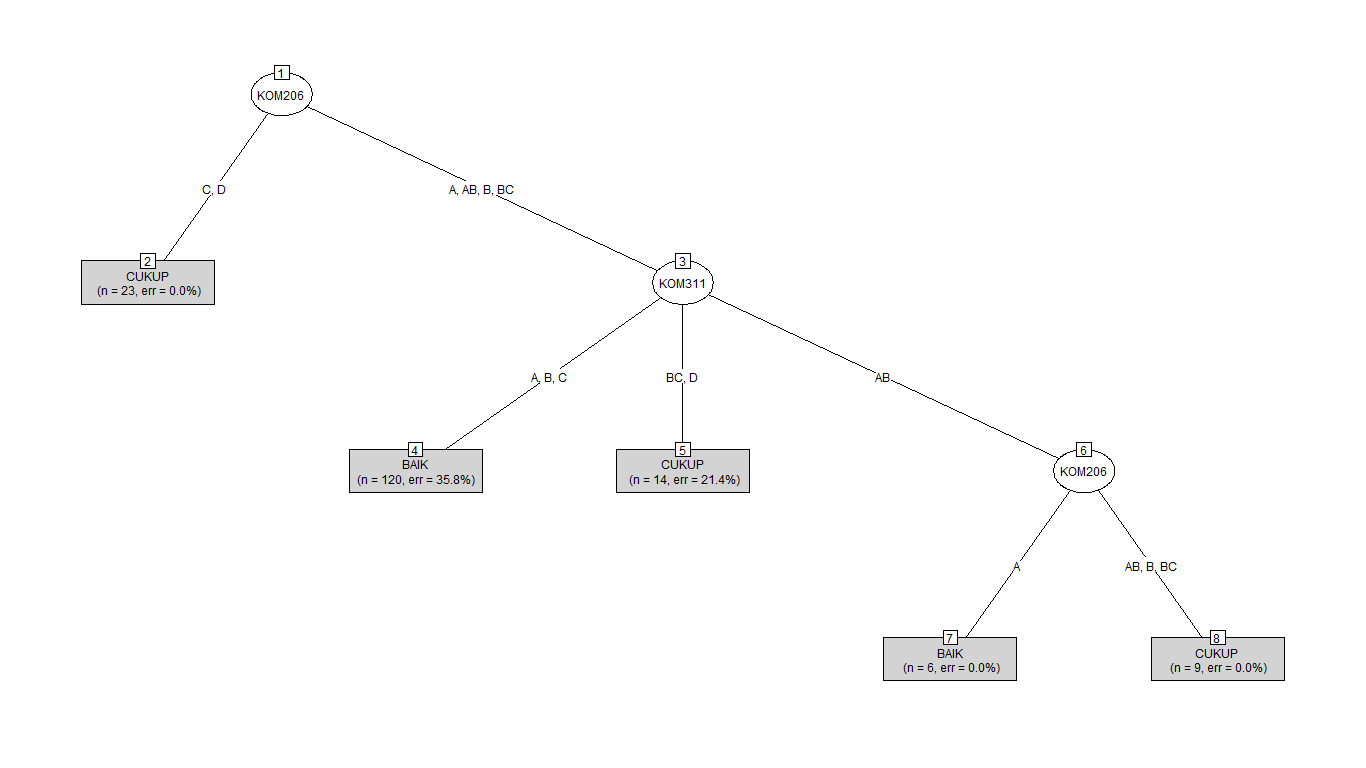 1
KOM206
C, D
A, AB, B, BC
2
CUKUP
(n = 23, err = 0.0%)
3
KOM311
A, B, C
BC, D
AB
4
BAIK
(n = 120, err = 35.8%)
5
CUKUP
(n = 14, err = 21.4%)
6
KOM206
A
AB, B, BC
7
BAIK
(n = 6, err = 0.0%)
8
CUKUP
(n = 9, err = 0.0%)